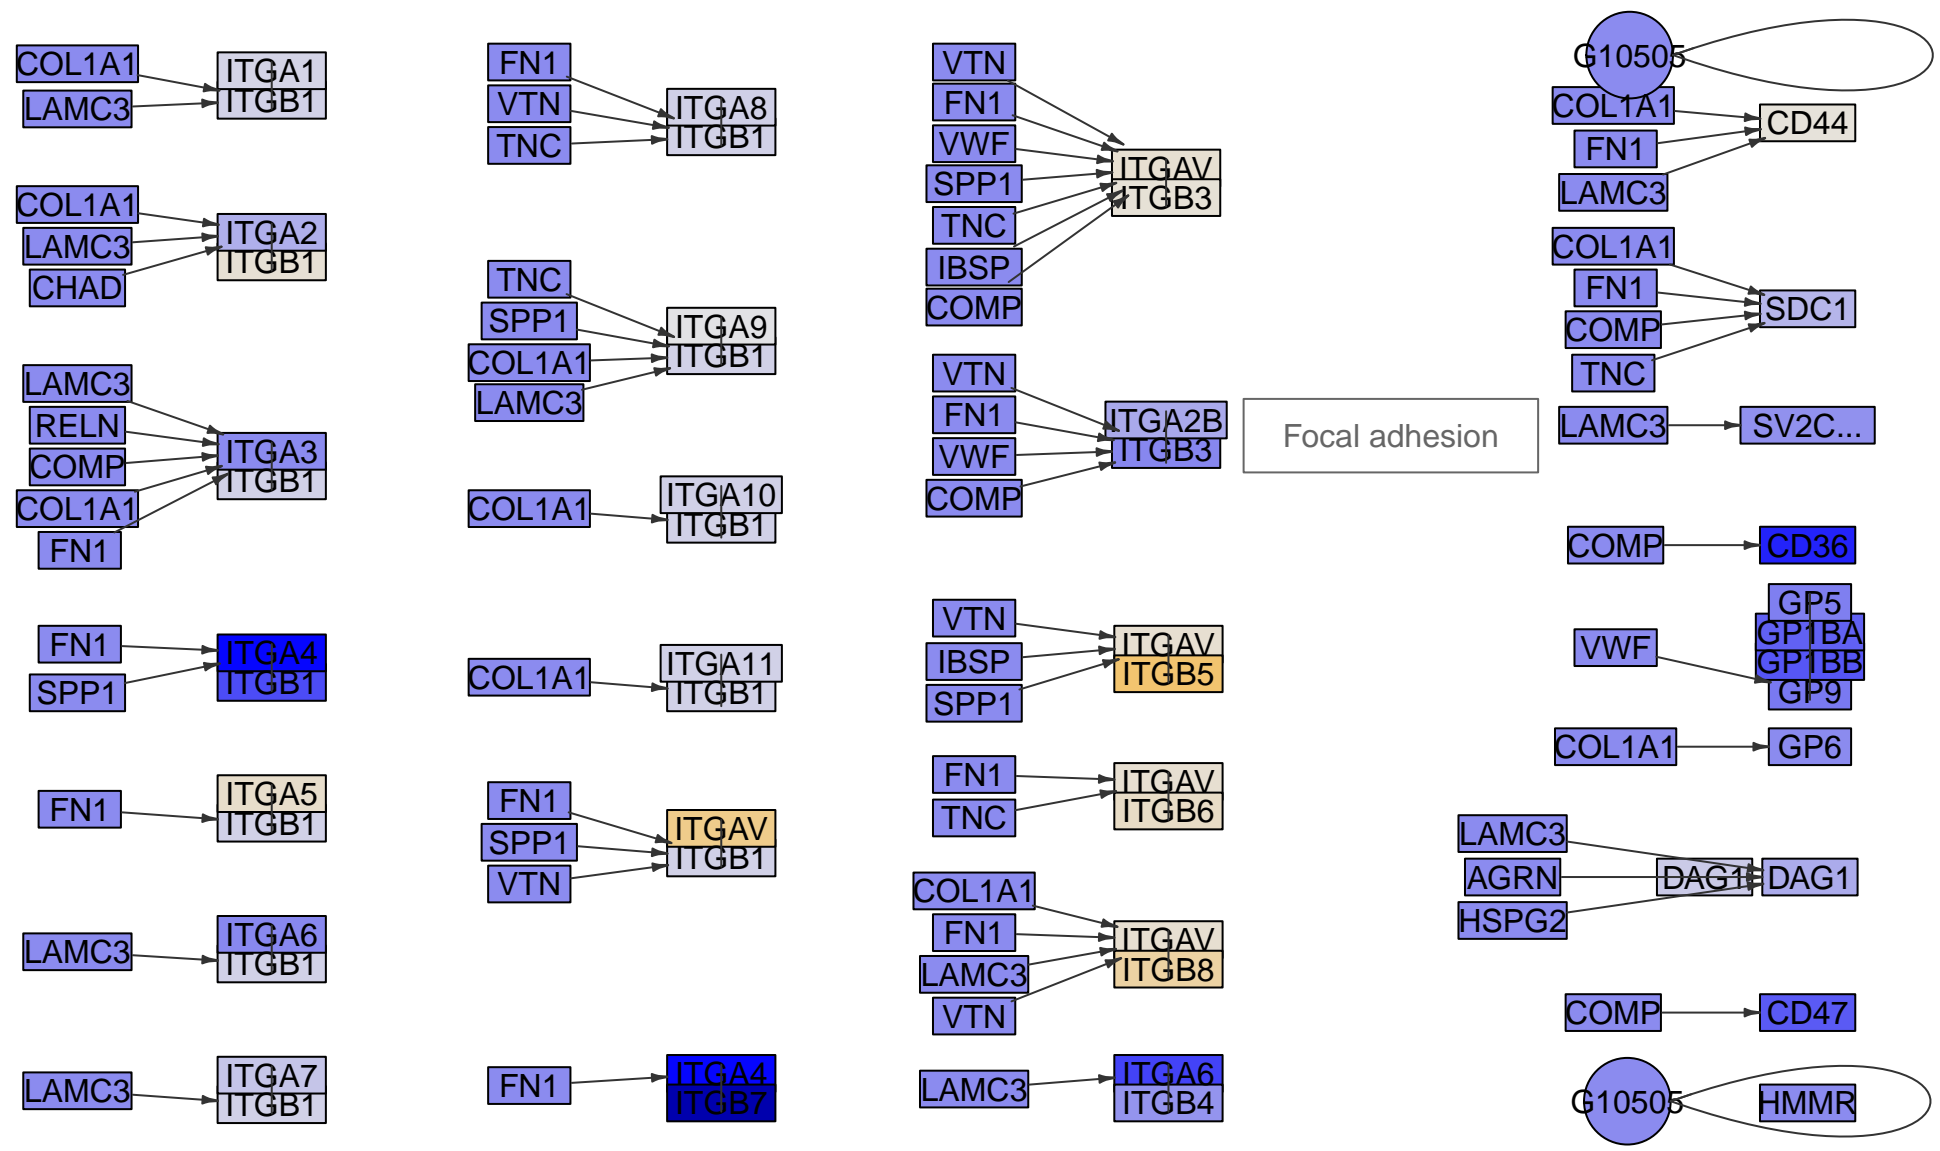 COL1A1
LAMC3
ITGA1
ITGB1
COL1A1
LAMC3
CHAD
ITGA2
ITGB1
LAMC3
RELN
COMP
COL1A1
FN1
ITGA3
ITGB1
FN1
SPP1
ITGA4
ITGB1
FN1
ITGA5
ITGB1
LAMC3
ITGA6
ITGB1
LAMC3
ITGA7
ITGB1
FN1
VTN
TNC
ITGA8
ITGB1
TNC
SPP1
COL1A1
LAMC3
ITGA9
ITGB1
COL1A1
ITGA10
ITGB1
COL1A1
ITGA11
ITGB1
FN1
SPP1
VTN
ITGAV
ITGB1
FN1
ITGA4
ITGB7
VTN
FN1
VWF
SPP1
TNC
IBSP
COMP
ITGAV
ITGB3
VTN
FN1
VWF
COMP
ITGA2B
ITGB3
Focal adhesion
VTN
IBSP
SPP1
ITGAV
ITGB5
FN1
TNC
ITGAV
ITGB6
COL1A1
FN1
LAMC3
VTN
ITGAV
ITGB8
LAMC3
ITGA6
ITGB4
G10505
COL1A1
FN1
LAMC3
CD44
COL1A1
FN1
COMP
TNC
SDC1
LAMC3
SV2C...
COMP
CD36
VWF
GP5
GP1BA
GP1BB
GP9
COL1A1
GP6
LAMC3
AGRN
HSPG2
DAG1
DAG1
COMP
CD47
G10505
HMMR